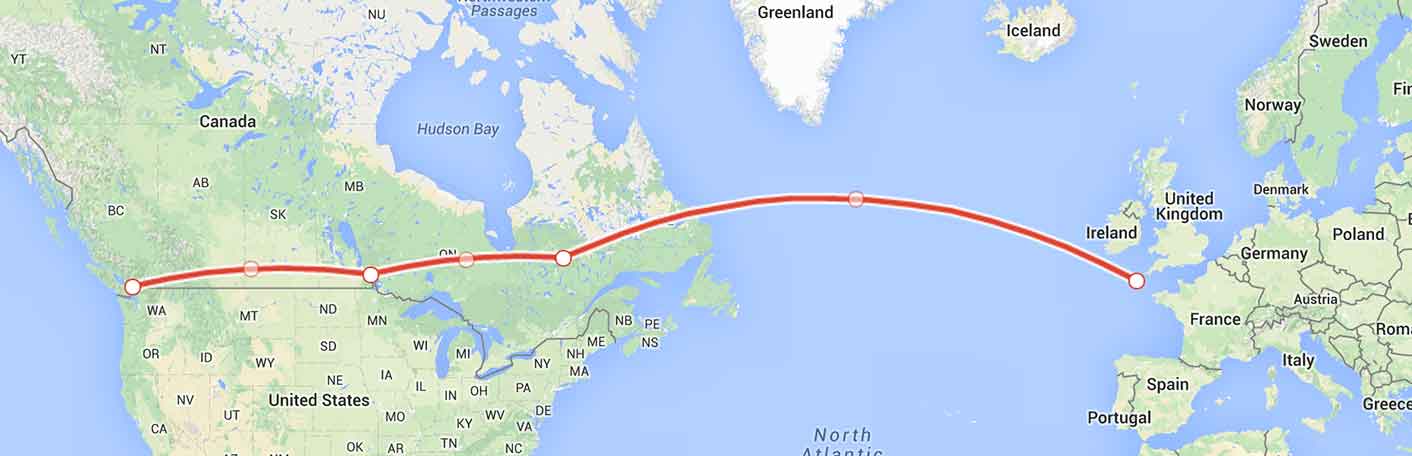 Greenland
Passages
NU
Iceland
Sweden
NT
YT
Norway
Canada
Hudson Bay
AB
MB
BC
SK
Denmark
United
Kingdom
Ireland
Poland
ON
Germany
WA
MT
ND
MN
Austria
France
NB
PE
ME
NS
OR
ID
WY
SD
WI
MI
NH
NY
MA
Italy
NE
IA
IL
IN
OH
PA
Spain
NV
UT
United States
MO
KY
WV
DE
VA
Portugal
Greece
CA
OK
AR
TN
NC
North
Atlantic